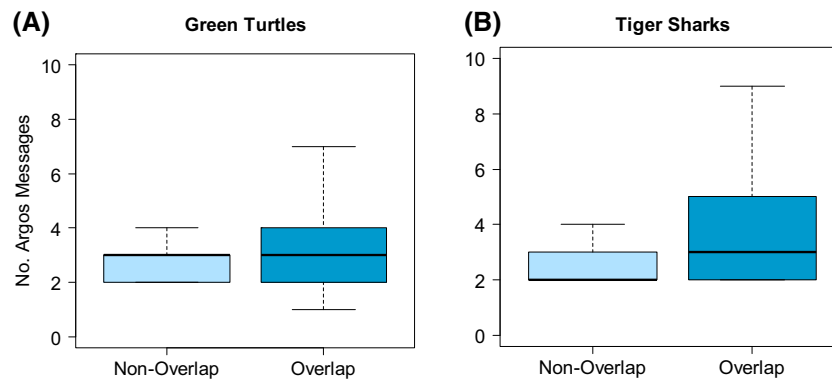 (A)
Green Turtles
No. Argos Messages
10
8
6
4
2
0
Non-Overlap Overlap
(B)
Tiger Sharks
10
8
6
4
2
0
Non-Overlap Overlap